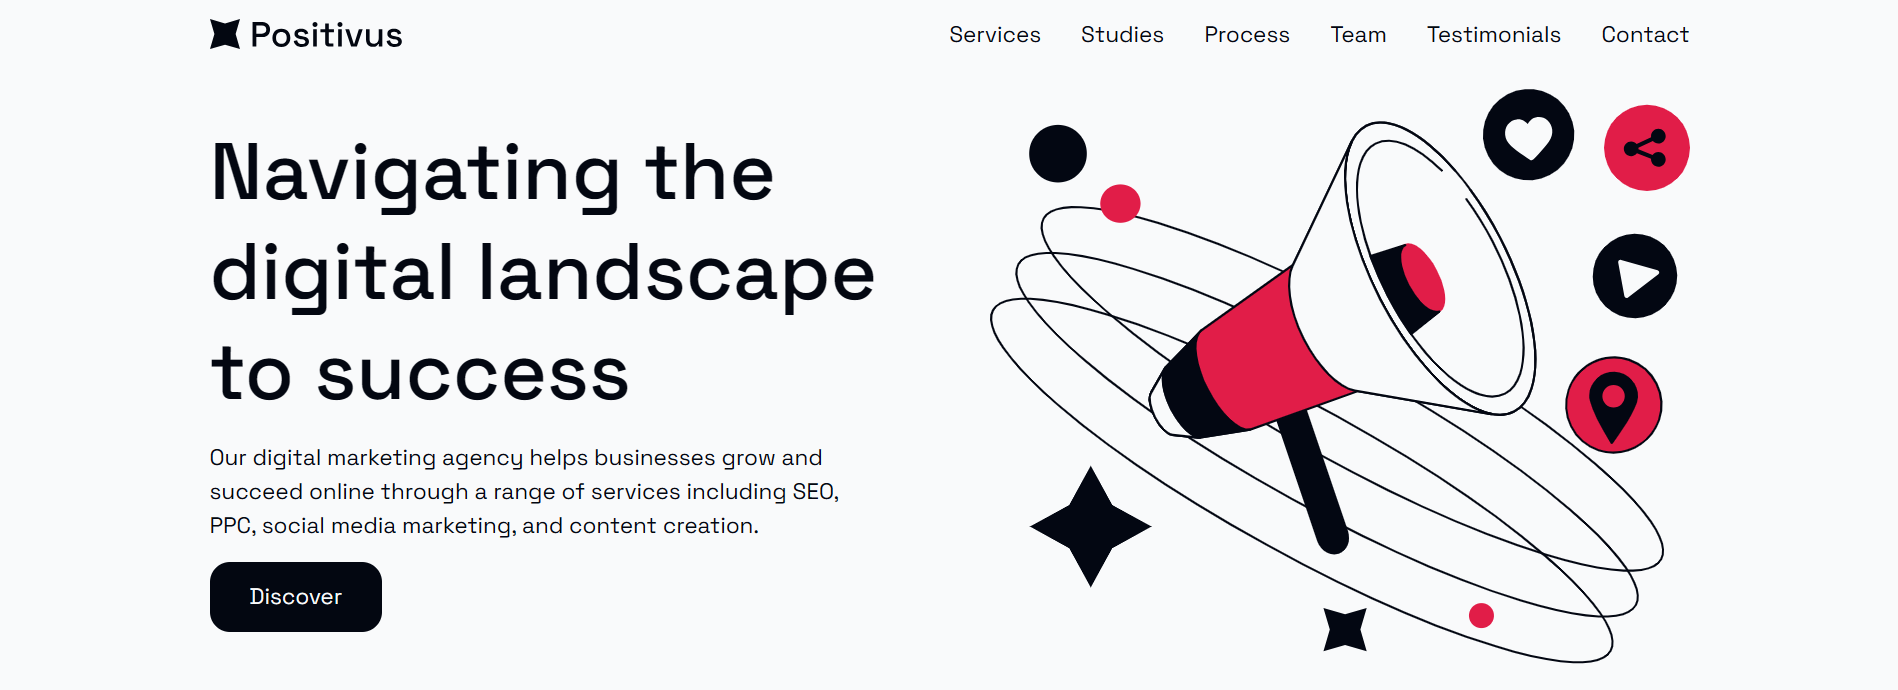 Positivus
Services Studies Process Team Testimonials Contact
Navigating the
digital landscape
to success
Our digital marketing agency helps businesses grow and
succeed online through a range of services including SEO,
PPC, social media marketing, and content creation.
Discover